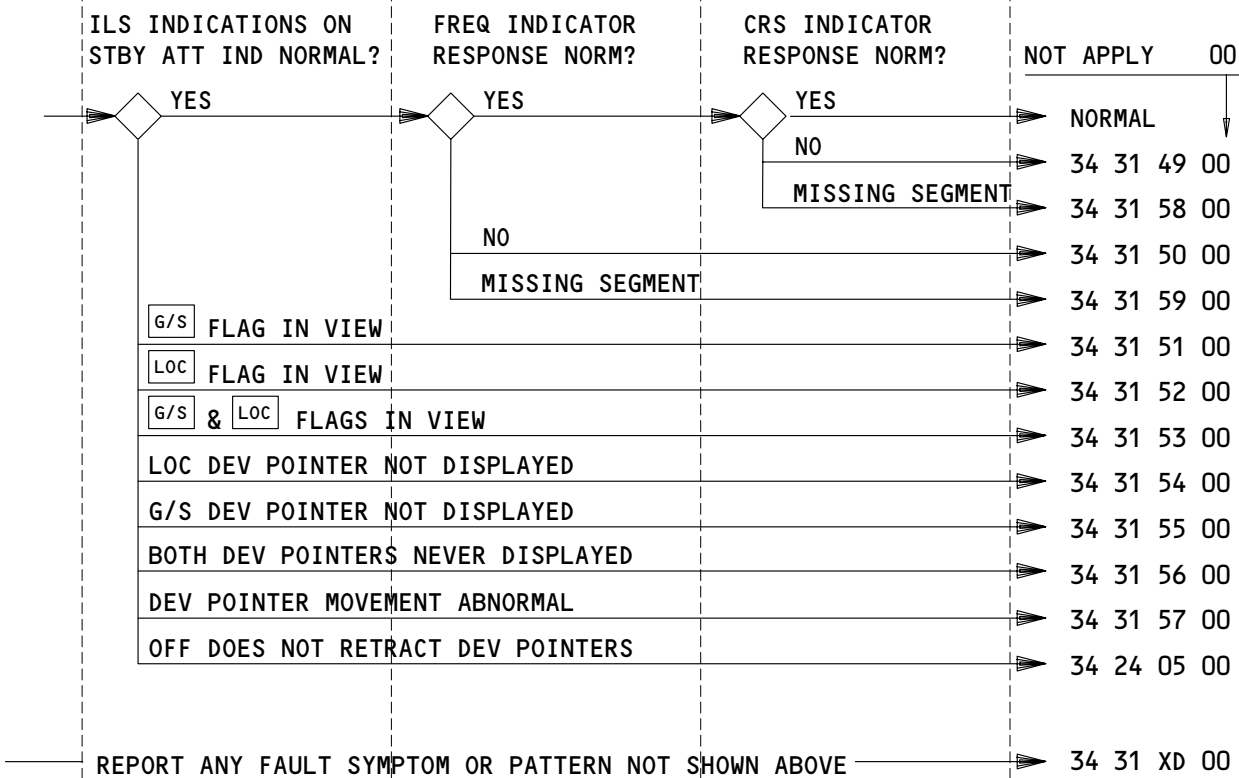 ILS INDICATIONS ON
STBY ATT IND NORMAL?
FREQ INDICATOR
RESPONSE NORM?
CRS INDICATOR
RESPONSE NORM?
NOT APPLY 00
YES
YES
YES
NORMAL
NO
34 31 49 00
MISSING SEGMENT
34 31 58 00
NO
34 31 50 00
MISSING SEGMENT
34 31 59 00
G/S FLAG IN VIEW
34 31 51 00
LOC FLAG IN VIEW
34 31 52 00
G/S & LOC FLAGS IN VIEW
34 31 53 00
LOC DEV POINTER NOT DISPLAYED
34 31 54 00
G/S DEV POINTER NOT DISPLAYED
34 31 55 00
BOTH DEV POINTERS NEVER DISPLAYED
34 31 56 00
DEV POINTER MOVEMENT ABNORMAL
34 31 57 00
OFF DOES NOT RETRACT DEV POINTERS
34 24 05 00
REPORT ANY FAULT SYMPTOM OR PATTERN NOT SHOWN ABOVE
34 31 XD 00